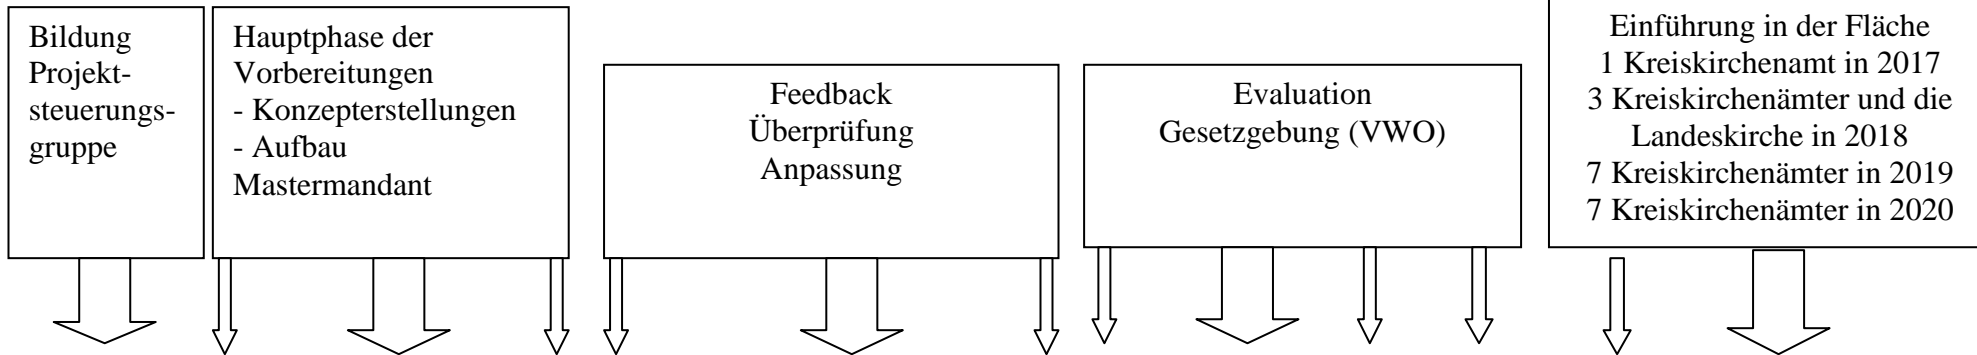 Bildung
Projekt-
steuerungs-
gruppe
Hauptphase der
Vorbereitungen
- Konzepterstellungen
- Aufbau
Mastermandant
Feedback
Überprüfung
Anpassung
Evaluation
Gesetzgebung (VWO)
Einführung in der Fläche
1 Kreiskirchenamt in 2017
3 Kreiskirchenämter und die
Landeskirche in 2018
7 Kreiskirchenämter in 2019
7 Kreiskirchenämter in 2020